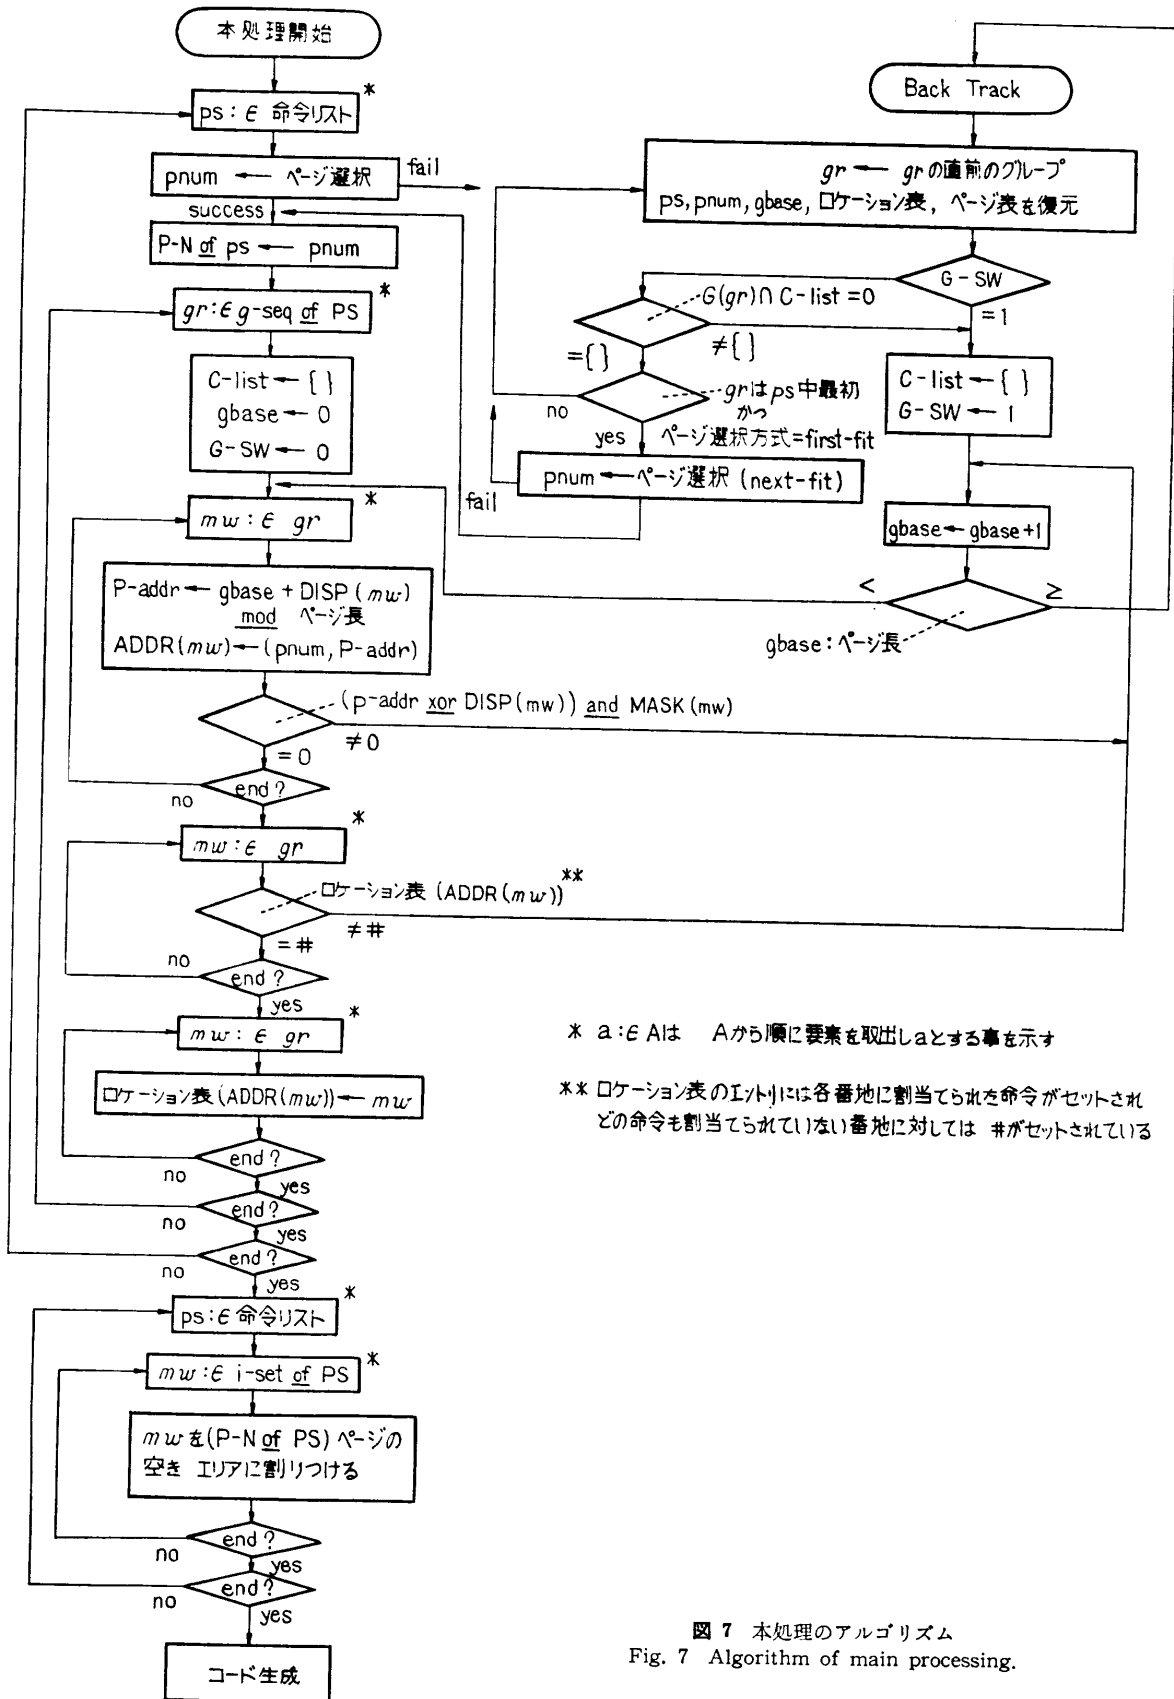 本処理開始
ps:∈ 命令リスト *
pnum ← ページ選択
fail
success
P-N of ps ← pnum
gr:∈ g-seq of PS *
C-list ← { }
gbase ← 0
G-SW ← 0
mw:∈ gr *
P-addr ← gbase + DISP(mw)
mod ページ長
ADDR(mw) ← (pnum, P-addr)
(p-addr xor DISP(mw)) and MASK(mw)
≠0
=0
end?
no
mw:∈ gr *
ロケーション表 (ADDR(mw)) **
≠#
=#
no
end?
yes
mw:∈ gr *
ロケーション表(ADDR(mw)) ← mw
end?
no
yes
end?
no
yes
end?
no
yes
ps:∈ 命令リスト *
mw:∈ i-set of PS *
mwを(P-N of PS)ページの
空き エリアに割りつける
end?
no
yes
end?
no
yes
コード生成
Back Track
gr ← grの直前のグループ
ps, pnum, gbase, ロケーション表, ページ表を復元
G-SW
=1
G(gr)∩C-list=0
≠{ }
={ }
grはps中最初
かつ
ページ選択方式=first-fit
no
yes
pnum ← ページ選択 (next-fit)
fail
C-list ← { }
G-SW ← 1
gbase ← gbase+1
<
≥
gbase:ページ長
* a:∈Aは Aから順に要素を取出しaとする事を示す
** ロケーション表のエントリには各番地に割当てられた命令がセットされ
どの命令も割当てられていない番地に対しては #がセットされている
図 7 本処理のアルゴリズム
Fig. 7 Algorithm of main processing.